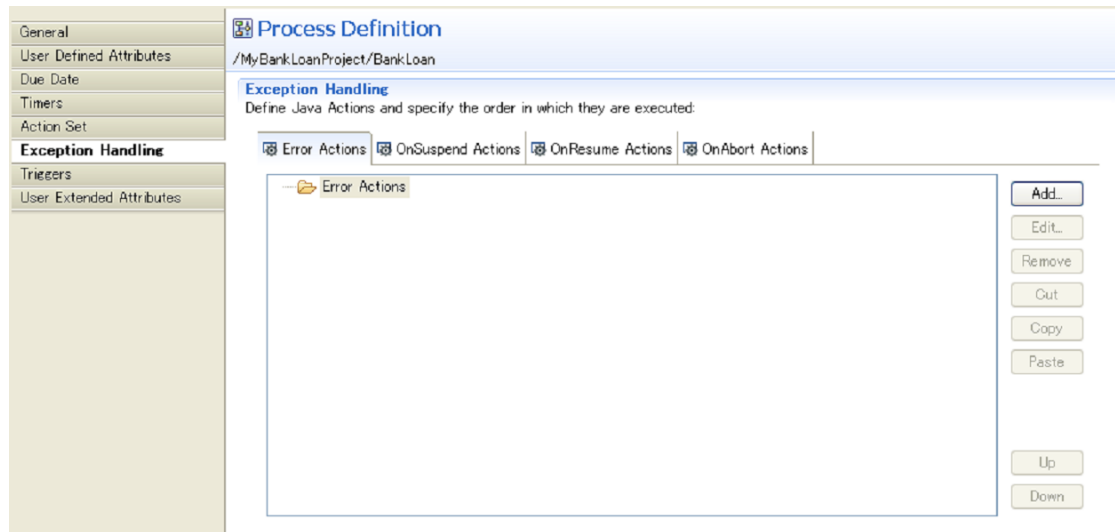 General
User Defined Attributes
Due Date
Timers
Action Set
Exception Handling
Triggers
User Extended Attributes
Process Definition
/MyBankLoanProject/BankLoan
Exception Handling
Define Java Actions and specify the order in which they are executed:
Error Actions OnSuspend Actions OnResume Actions OnAbort Actions
Error Actions
Add...
Edit...
Remove
Cut
Copy
Paste
Up
Down